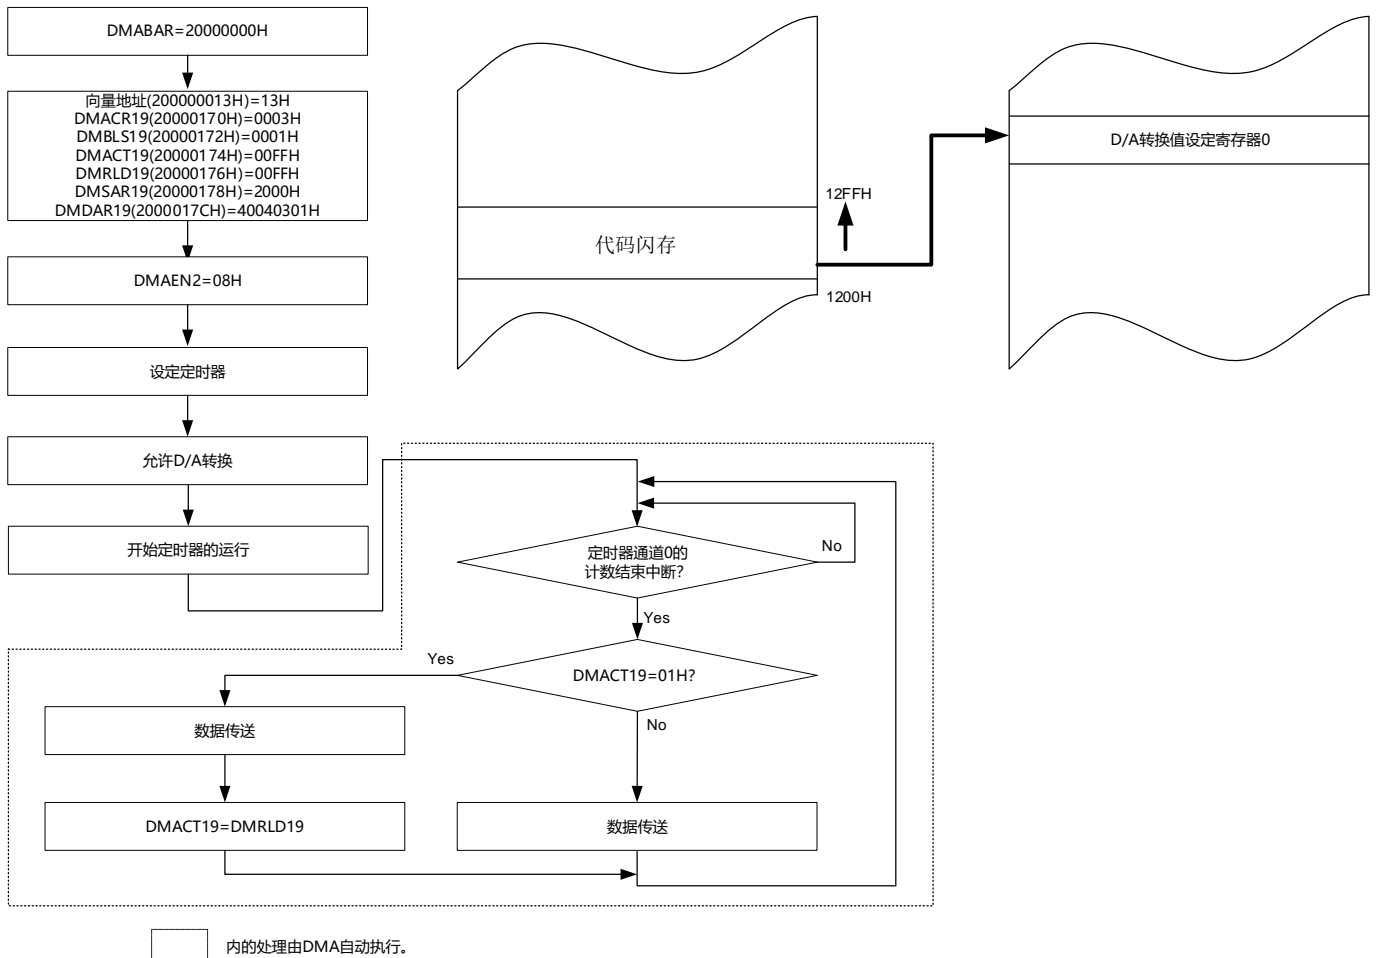 DMABAR=20000000H
向量地址(200000013H)=13H
DMACR19(20000170H)=0003H
DMBLS19(20000172H)=0001H
DMACT19(20000174H)=00FFH
DMRLD19(20000176H)=00FFH
DMSAR19(20000178H)=2000H
DMDAR19(2000017CH)=40040301H
DMAEN2=08H
设定定时器
允许D/A转换
开始定时器的运行
12FFH
代码闪存
1200H
D/A转换值设定寄存器0
定时器通道0的
计数结束中断?
No
Yes
DMACT19=01H?
Yes
No
数据传送
DMACT19=DMRLD19
数据传送
内的处理由DMA自动执行。